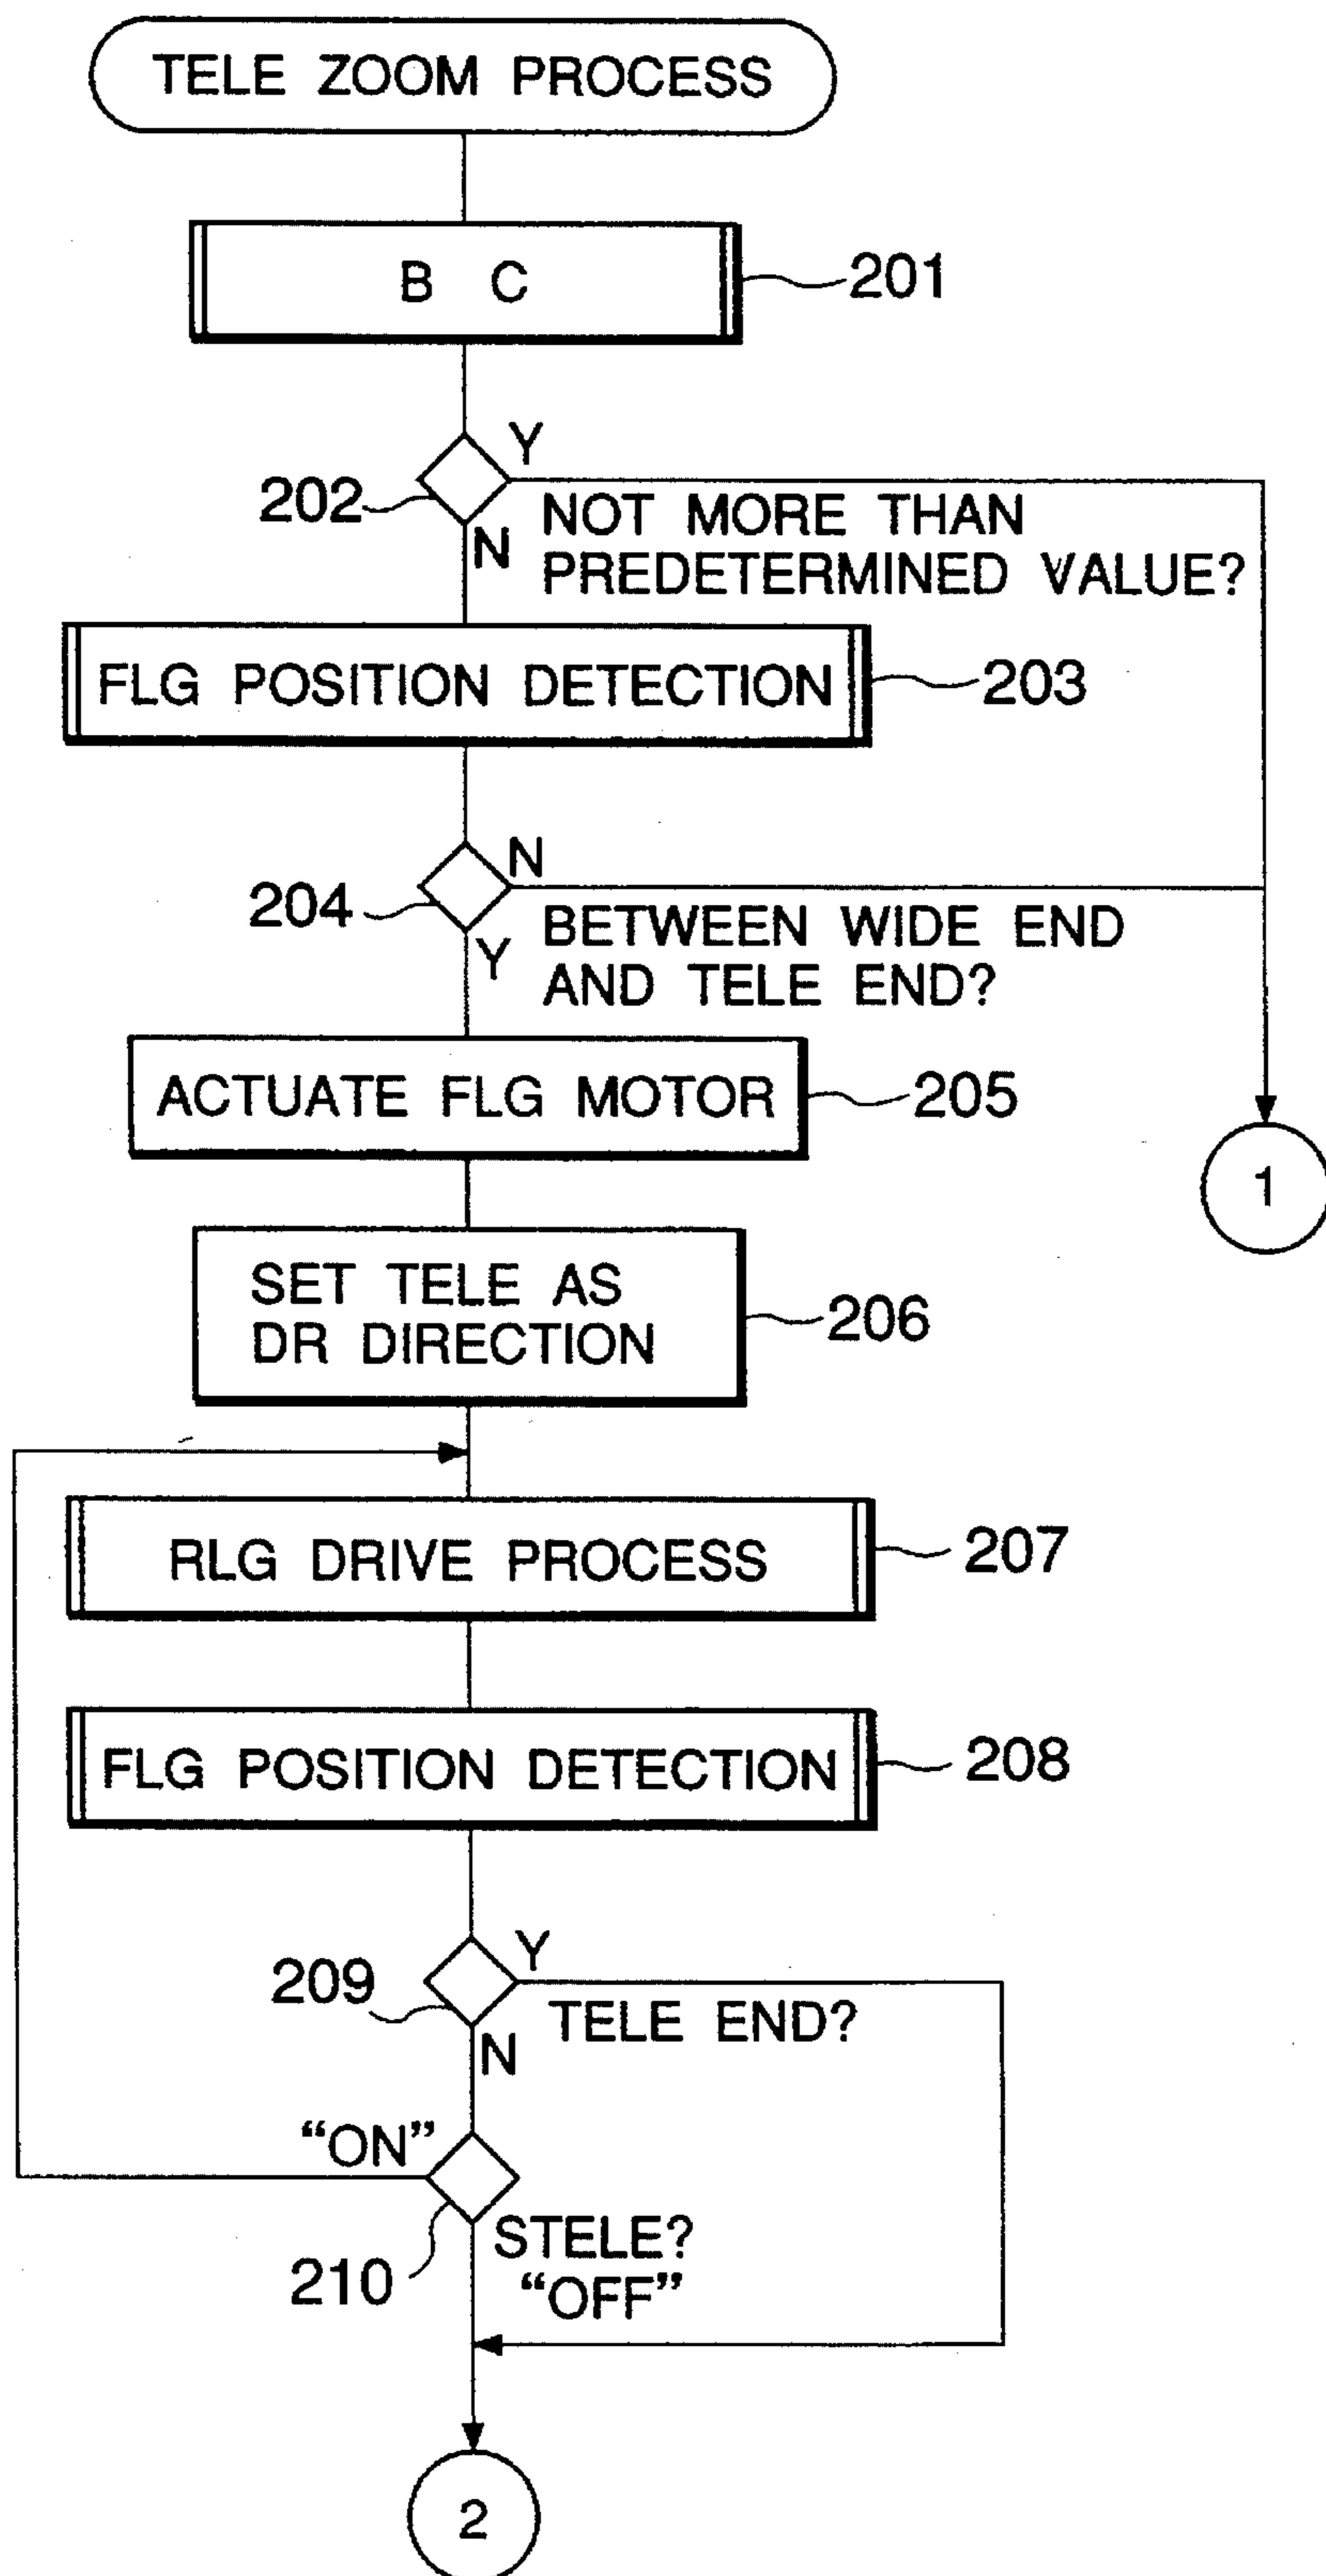 TELE ZOOM PROCESS
B C
201
Y
202
NOT MORE THAN
N
PREDETERMINED VALUE?
FLG POSITION DETECTION
203
N
204
BETWEEN WIDE END
Y
AND TELE END?
ACTUATE FLG MOTOR
205
1
SET TELE AS
DR DIRECTION
206
RLG DRIVE PROCESS
207
FLG POSITION DETECTION
208
Y
209
TELE END?
N
“ON”
STELE?
210
“OFF”
2